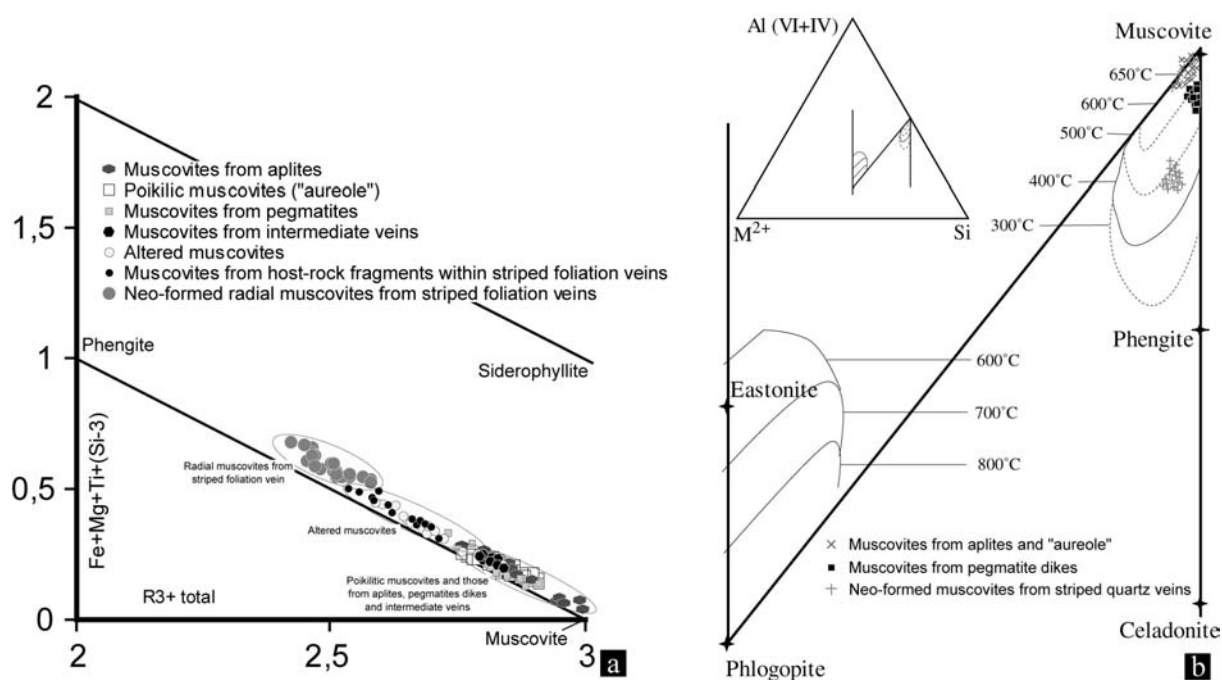 2
1,5
1
0,5
0
2
2,5
3
Fe+Mg+Ti+(Si-3)
R3+ total
Muscovites from aplites
Poikilic muscovites ("aureole")
Muscovites from pegmatites
Muscovites from intermediate veins
Altered muscovites
Muscovites from host-rock fragments within striped foliation veins
Neo-formed radial muscovites from striped foliation veins
Phengite
Siderophyllite
Radial muscovites from
striped foliation vein
Altered muscovites
Poikilitic muscovites and those
from aplites, pegmatites dikes
and intermediate veins
Muscovite
a
Al (VI+IV)
M2+
Si
Muscovite
650˚C
600˚C
500˚C
400˚C
300˚C
Phengite
Eastonite
600˚C
700˚C
800˚C
Muscovites from aplites and "aureole"
Muscovites from pegmatite dikes
Neo-formed muscovites from striped quartz veins
Celadonite
Phlogopite
b